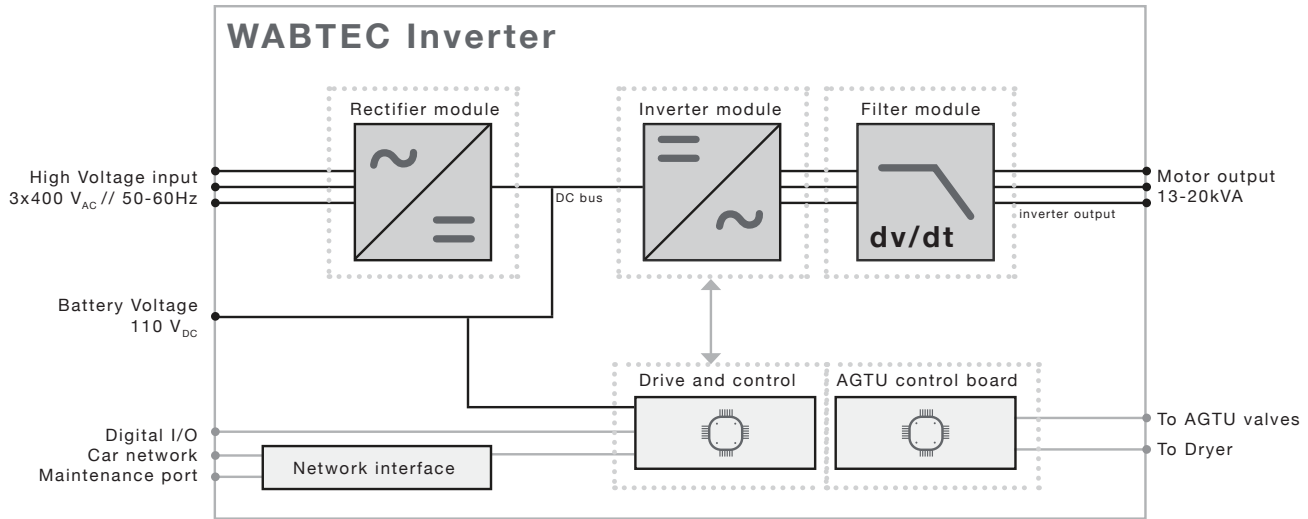 WABTEC Inverter
Rectifier module
Inverter module
Filter module
High Voltage input
3x400 VAC // 50-60Hz
DC bus
dv/dt
inverter output
Motor output
13-20kVA
Battery Voltage
110 VDC
Drive and control
AGTU control board
Digital I/O
Car network
Maintenance port
Network interface
To AGTU valves
To Dryer